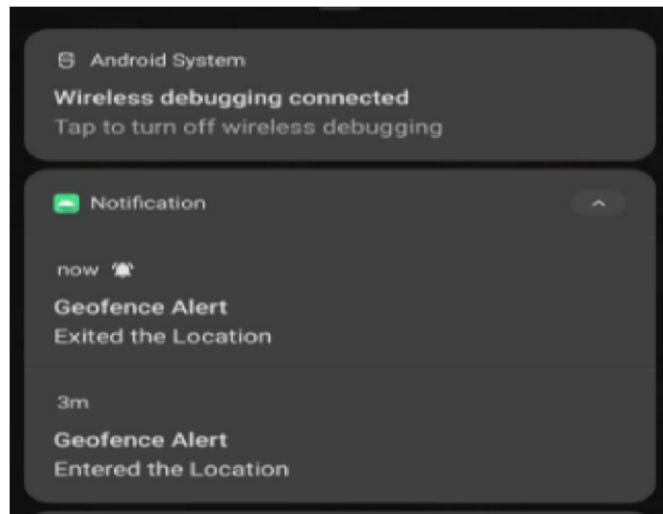 Android System
Wireless debugging connected
Tap to turn off wireless debugging
Notification
now
Geofence Alert
Exited the Location
3m
Geofence Alert
Entered the Location